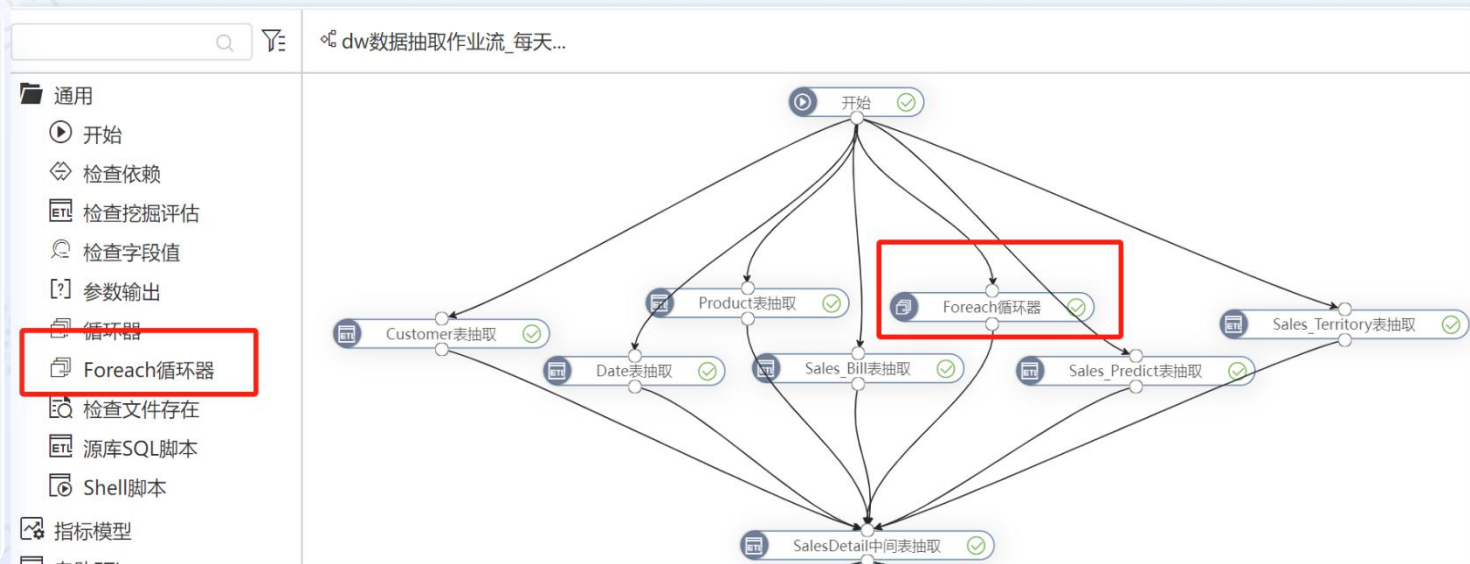 dw数据抽取作业流_每天...
通用
开始
检查依赖
ETL 检查挖掘评估
检查字段值
[?] 参数输出
循环器
Foreach循环器
检查文件存在
ETL 源库SQL脚本
Shell脚本
指标模型
开始
Product表抽取
Foreach循环器
ETL Customer表抽取
ETL Sales_Territory表抽取
ETL Date表抽取
Sales_Bill表抽取
ETL Sales_Predict表抽取
ETL SalesDetail中间表抽取